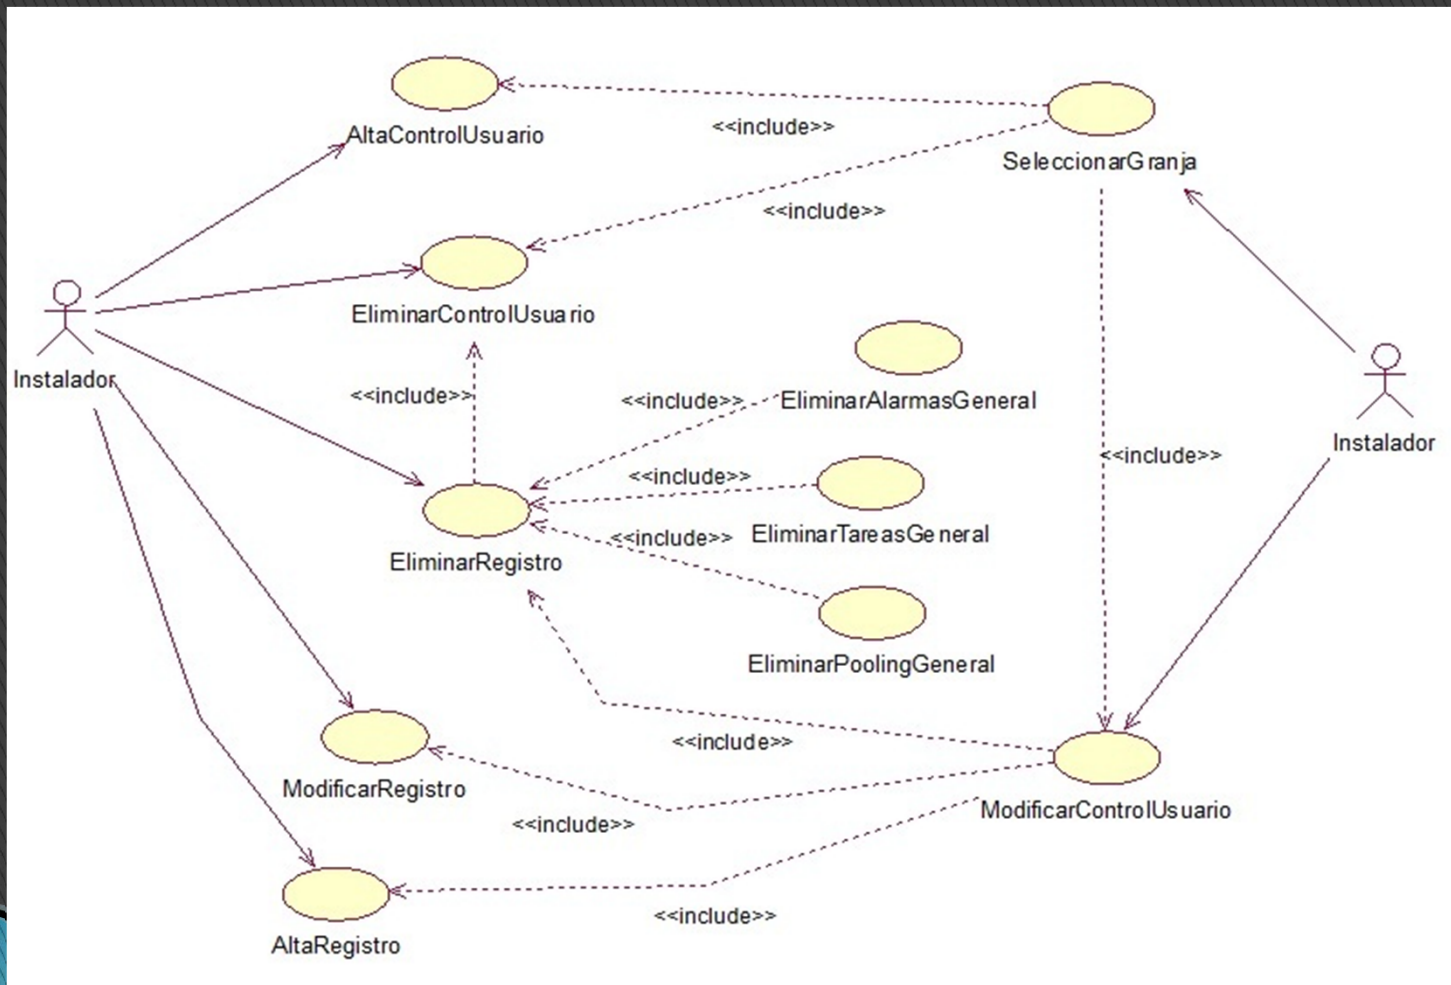 AltaControlUsuario
<<include>>
SeleccionarGranja
<<include>>
EliminarControlUsuario
Instalador
<<include>>
<<include>>
EliminarAlarmasGeneral
Instalador
<<include>>
<<include>>
<<include>>
EliminarTareasGeneral
EliminarRegistro
EliminarPoolingGeneral
<<include>>
ModificarRegistro
ModificarControlUsuario
<<include>>
<<include>>
AltaRegistro